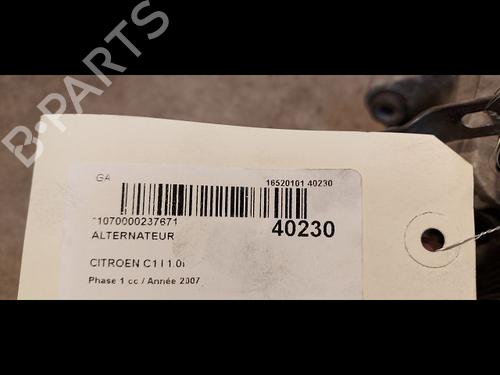 B-PARTS
GA
16520101 40230
*1070000237671
40230
ALTERNATEUR
CITROEN C1 I 1.0i
Phase 1 cc / Année 2007